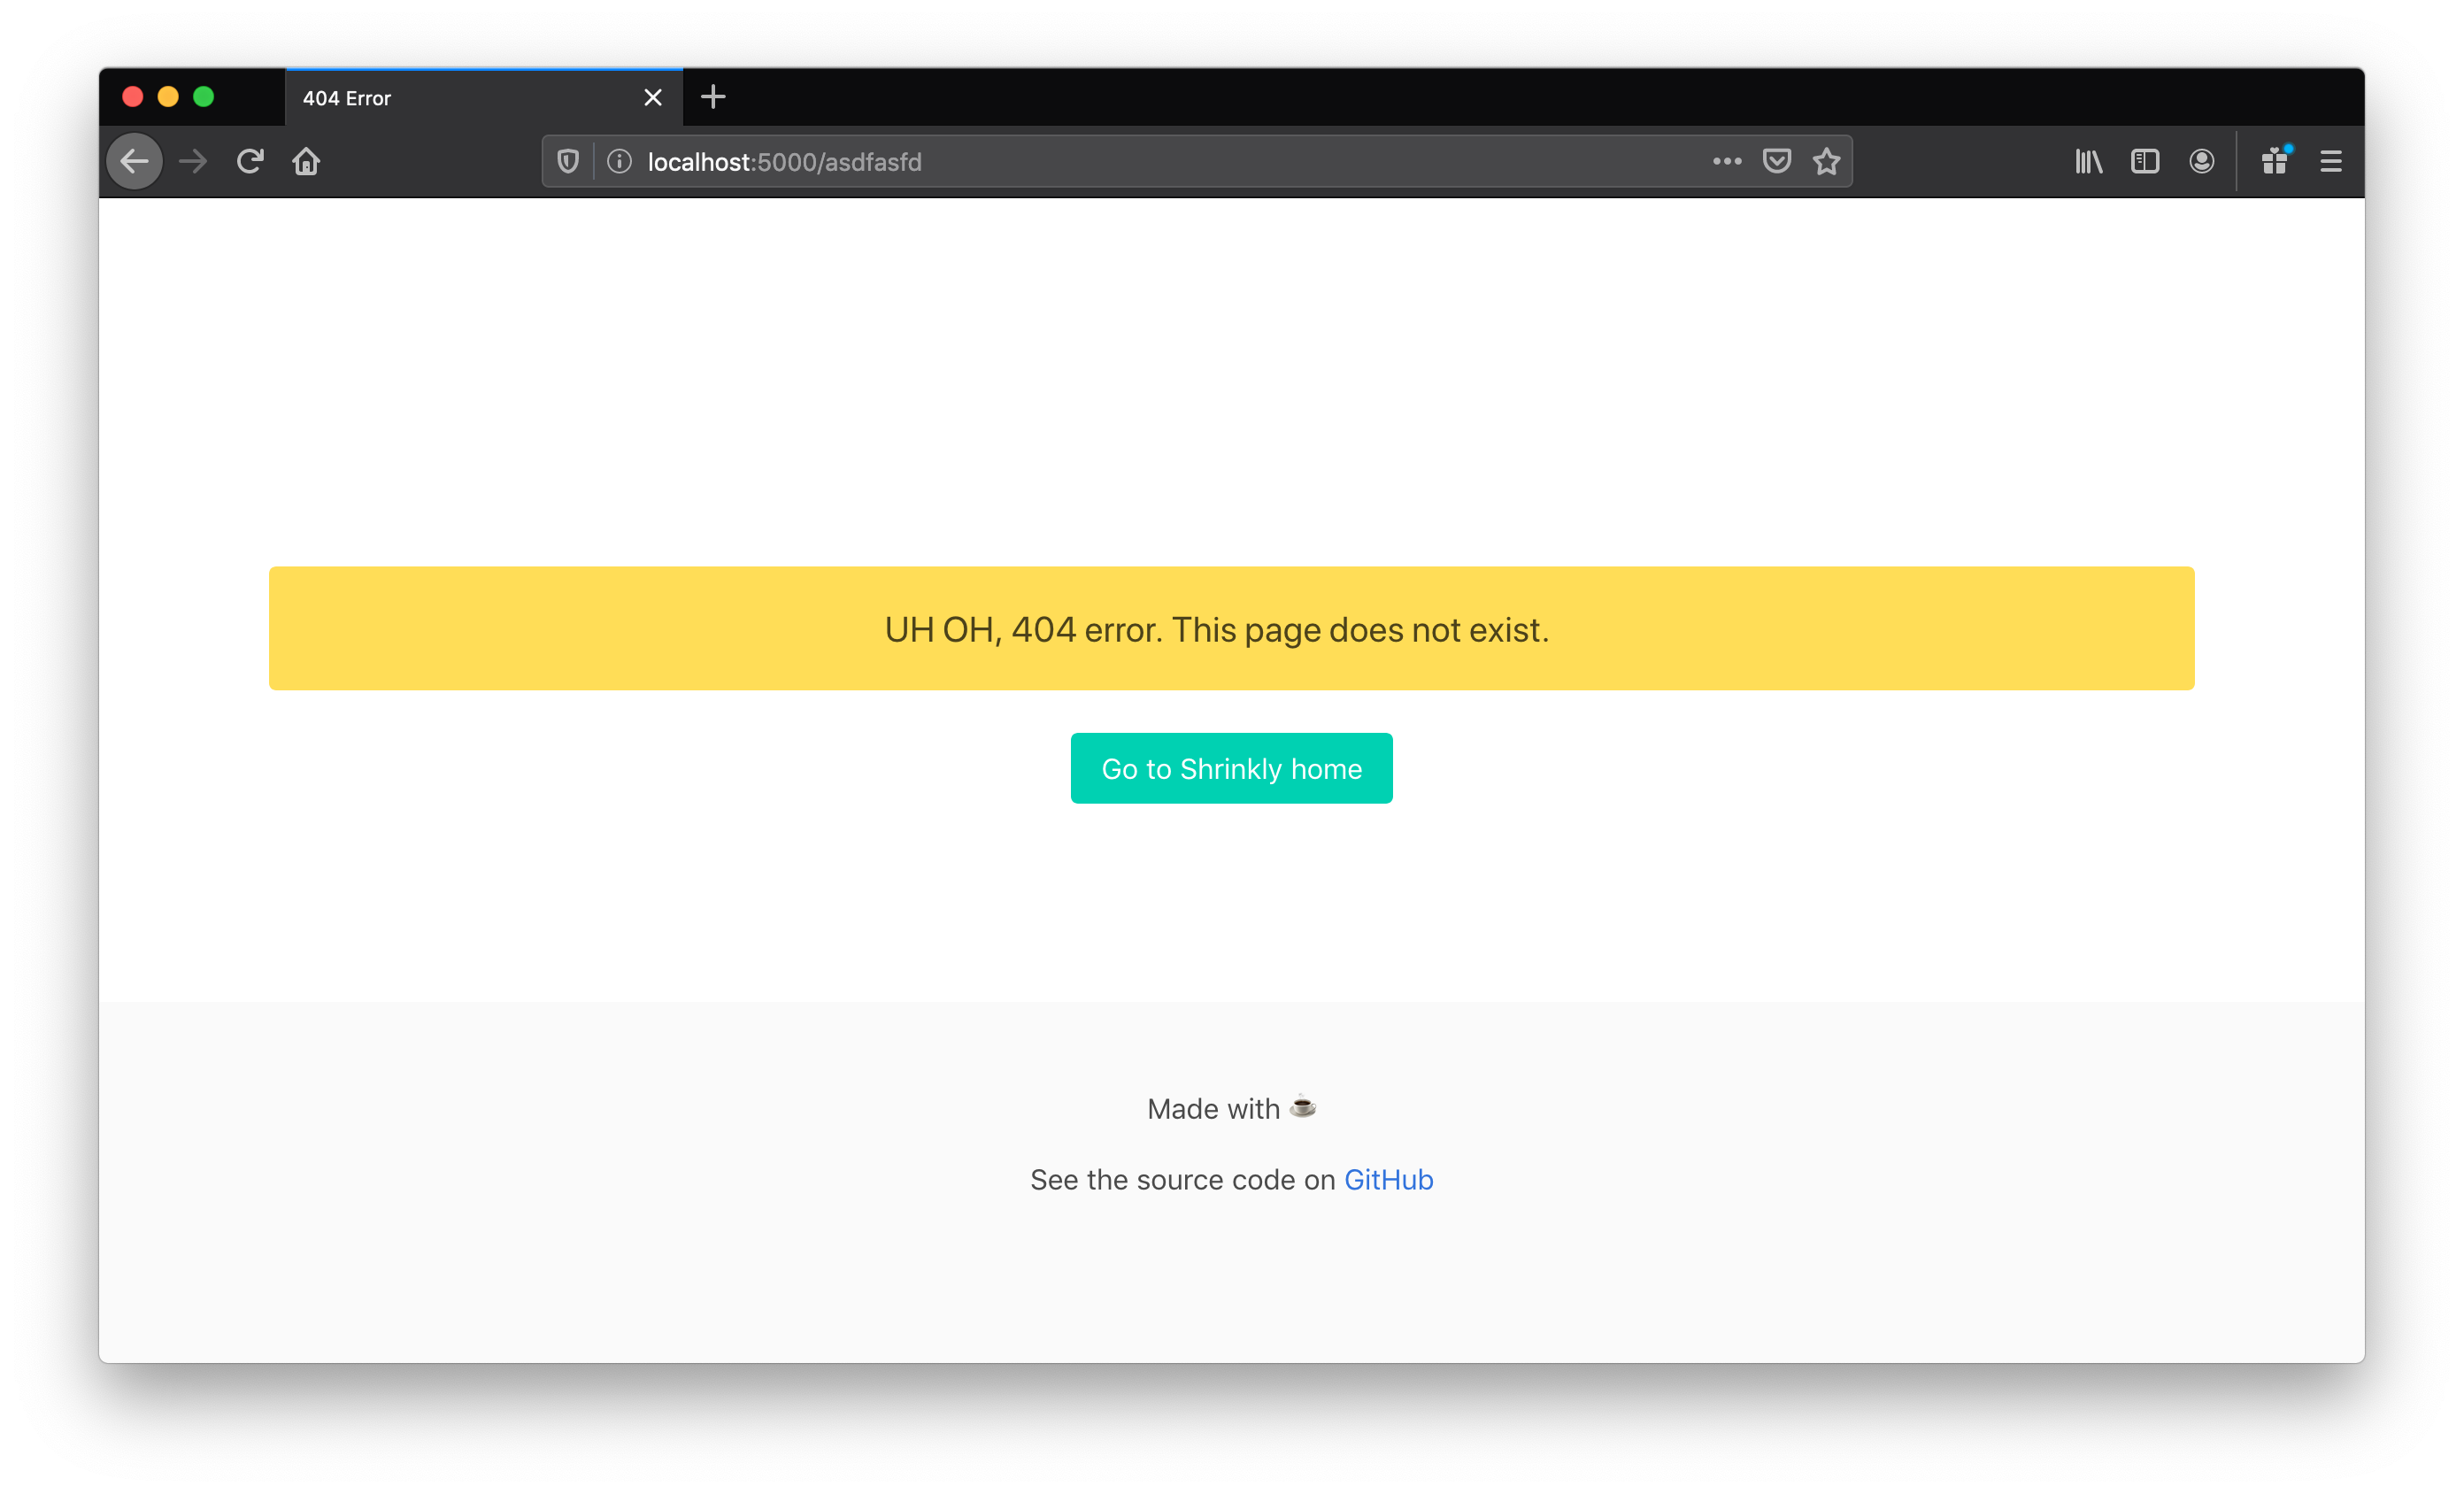 404 Error
localhost:5000/asdfasfd
UH OH, 404 error. This page does not exist.
Go to Shrinkly home
Made with ☕
See the source code on GitHub